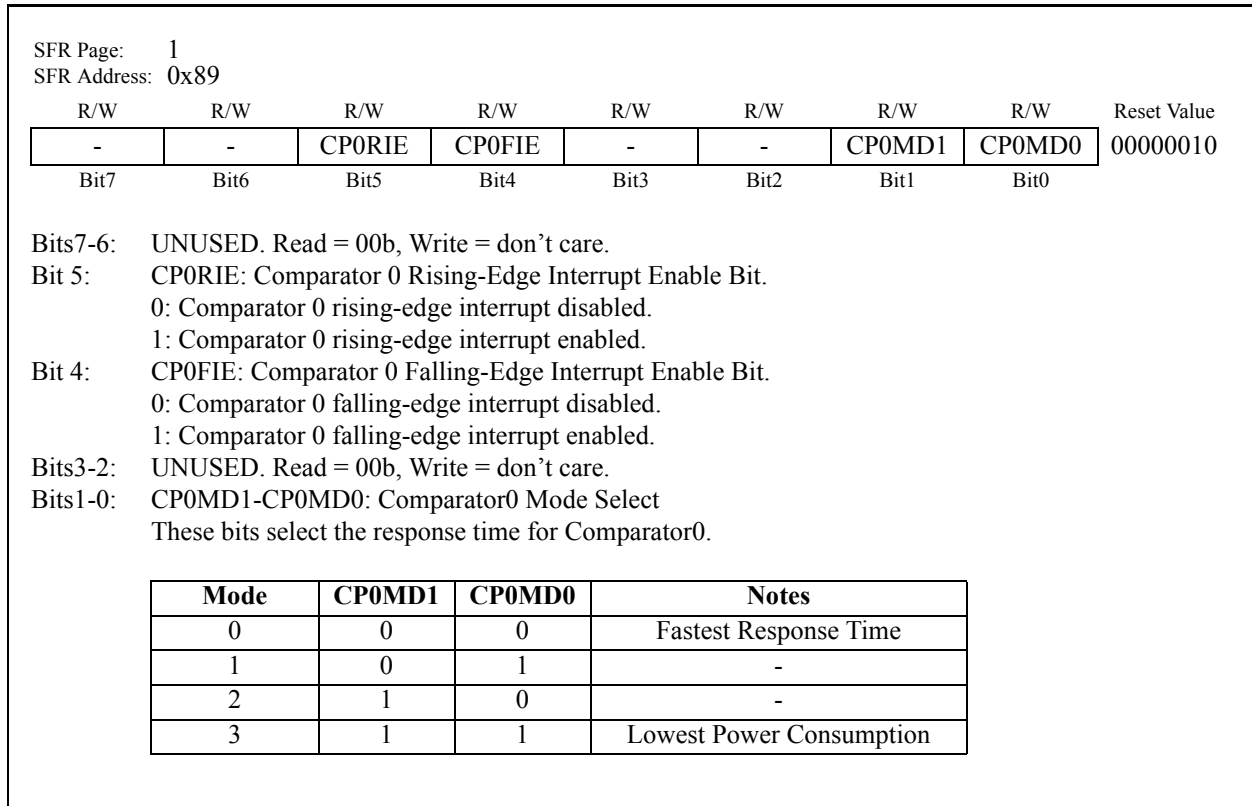 SFR Page: 1
SFR Address: 0x89
R/W R/W R/W R/W R/W R/W R/W R/W Reset Value
- - CP0RIE CP0FIE - - CP0MD1 CP0MD0 00000010
Bit7 Bit6 Bit5 Bit4 Bit3 Bit2 Bit1 Bit0
Bits7-6: UNUSED. Read = 00b, Write = don’t care.
Bit 5: CP0RIE: Comparator 0 Rising-Edge Interrupt Enable Bit.
0: Comparator 0 rising-edge interrupt disabled.
1: Comparator 0 rising-edge interrupt enabled.
Bit 4: CP0FIE: Comparator 0 Falling-Edge Interrupt Enable Bit.
0: Comparator 0 falling-edge interrupt disabled.
1: Comparator 0 falling-edge interrupt enabled.
Bits3-2: UNUSED. Read = 00b, Write = don’t care.
Bits1-0: CP0MD1-CP0MD0: Comparator0 Mode Select
These bits select the response time for Comparator0.
Mode CP0MD1 CP0MD0 Notes
0 0 0 Fastest Response Time
1 0 1 -
2 1 0 -
3 1 1 Lowest Power Consumption